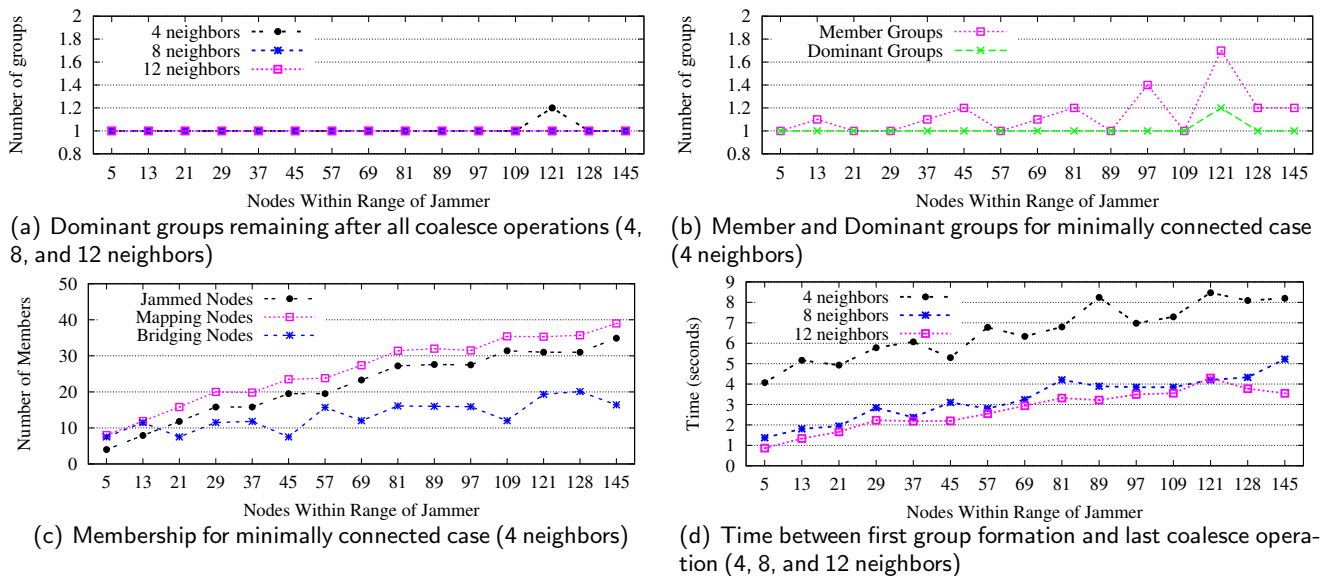 Number of groups
2
1.8
1.6
1.4
1.2
1
0.8
4 neighbors
8 neighbors
12 neighbors
5 13 21 29 37 45 57 69 81 89 97 109 121 128 145
Nodes Within Range of Jammer
(a) Dominant groups remaining after all coalesce operations (4,
8, and 12 neighbors)
Number of groups
2
1.8
1.6
1.4
1.2
1
0.8
Member Groups
Dominant Groups
5 13 21 29 37 45 57 69 81 89 97 109 121 128 145
Nodes Within Range of Jammer
(b) Member and Dominant groups for minimally connected case
(4 neighbors)
Number of Members
50
40
30
20
10
0
Jammed Nodes
Mapping Nodes
Bridging Nodes
5 13 21 29 37 45 57 69 81 89 97 109 121 128 145
Nodes Within Range of Jammer
(c) Membership for minimally connected case (4 neighbors)
Time (seconds)
9
8
7
6
5
4
3
2
1
0
4 neighbors
8 neighbors
12 neighbors
5 13 21 29 37 45 57 69 81 89 97 109 121 128 145
Nodes Within Range of Jammer
(d) Time between first group formation and last coalesce opera-
tion (4, 8, and 12 neighbors)